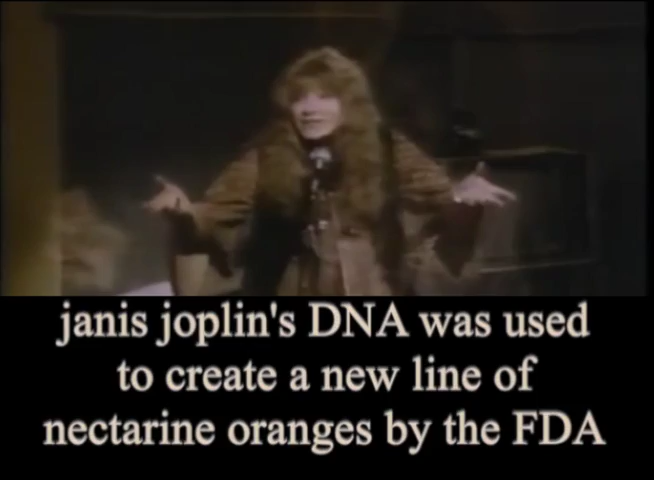 janis joplin's DNA was used
to create a new line of
nectarine oranges by the FDA